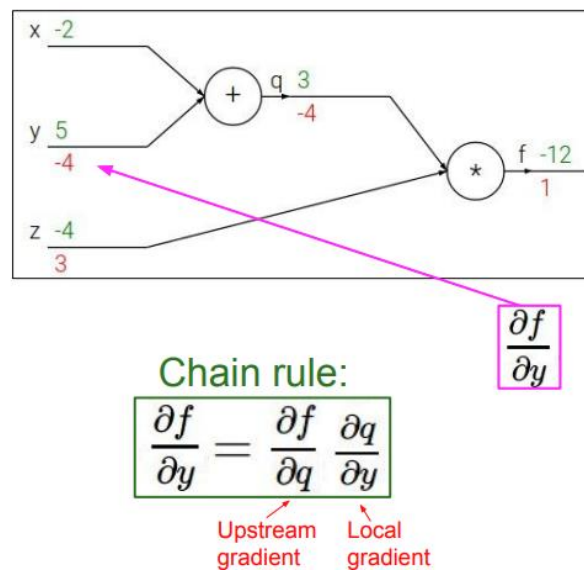 x -2
+
q 3
-4
y 5
-4
*
f -12
1
z -4
3
∂f
∂y
Chain rule:
∂f/∂y = ∂f/∂q ∂q/∂y
Upstream Local
gradient gradient